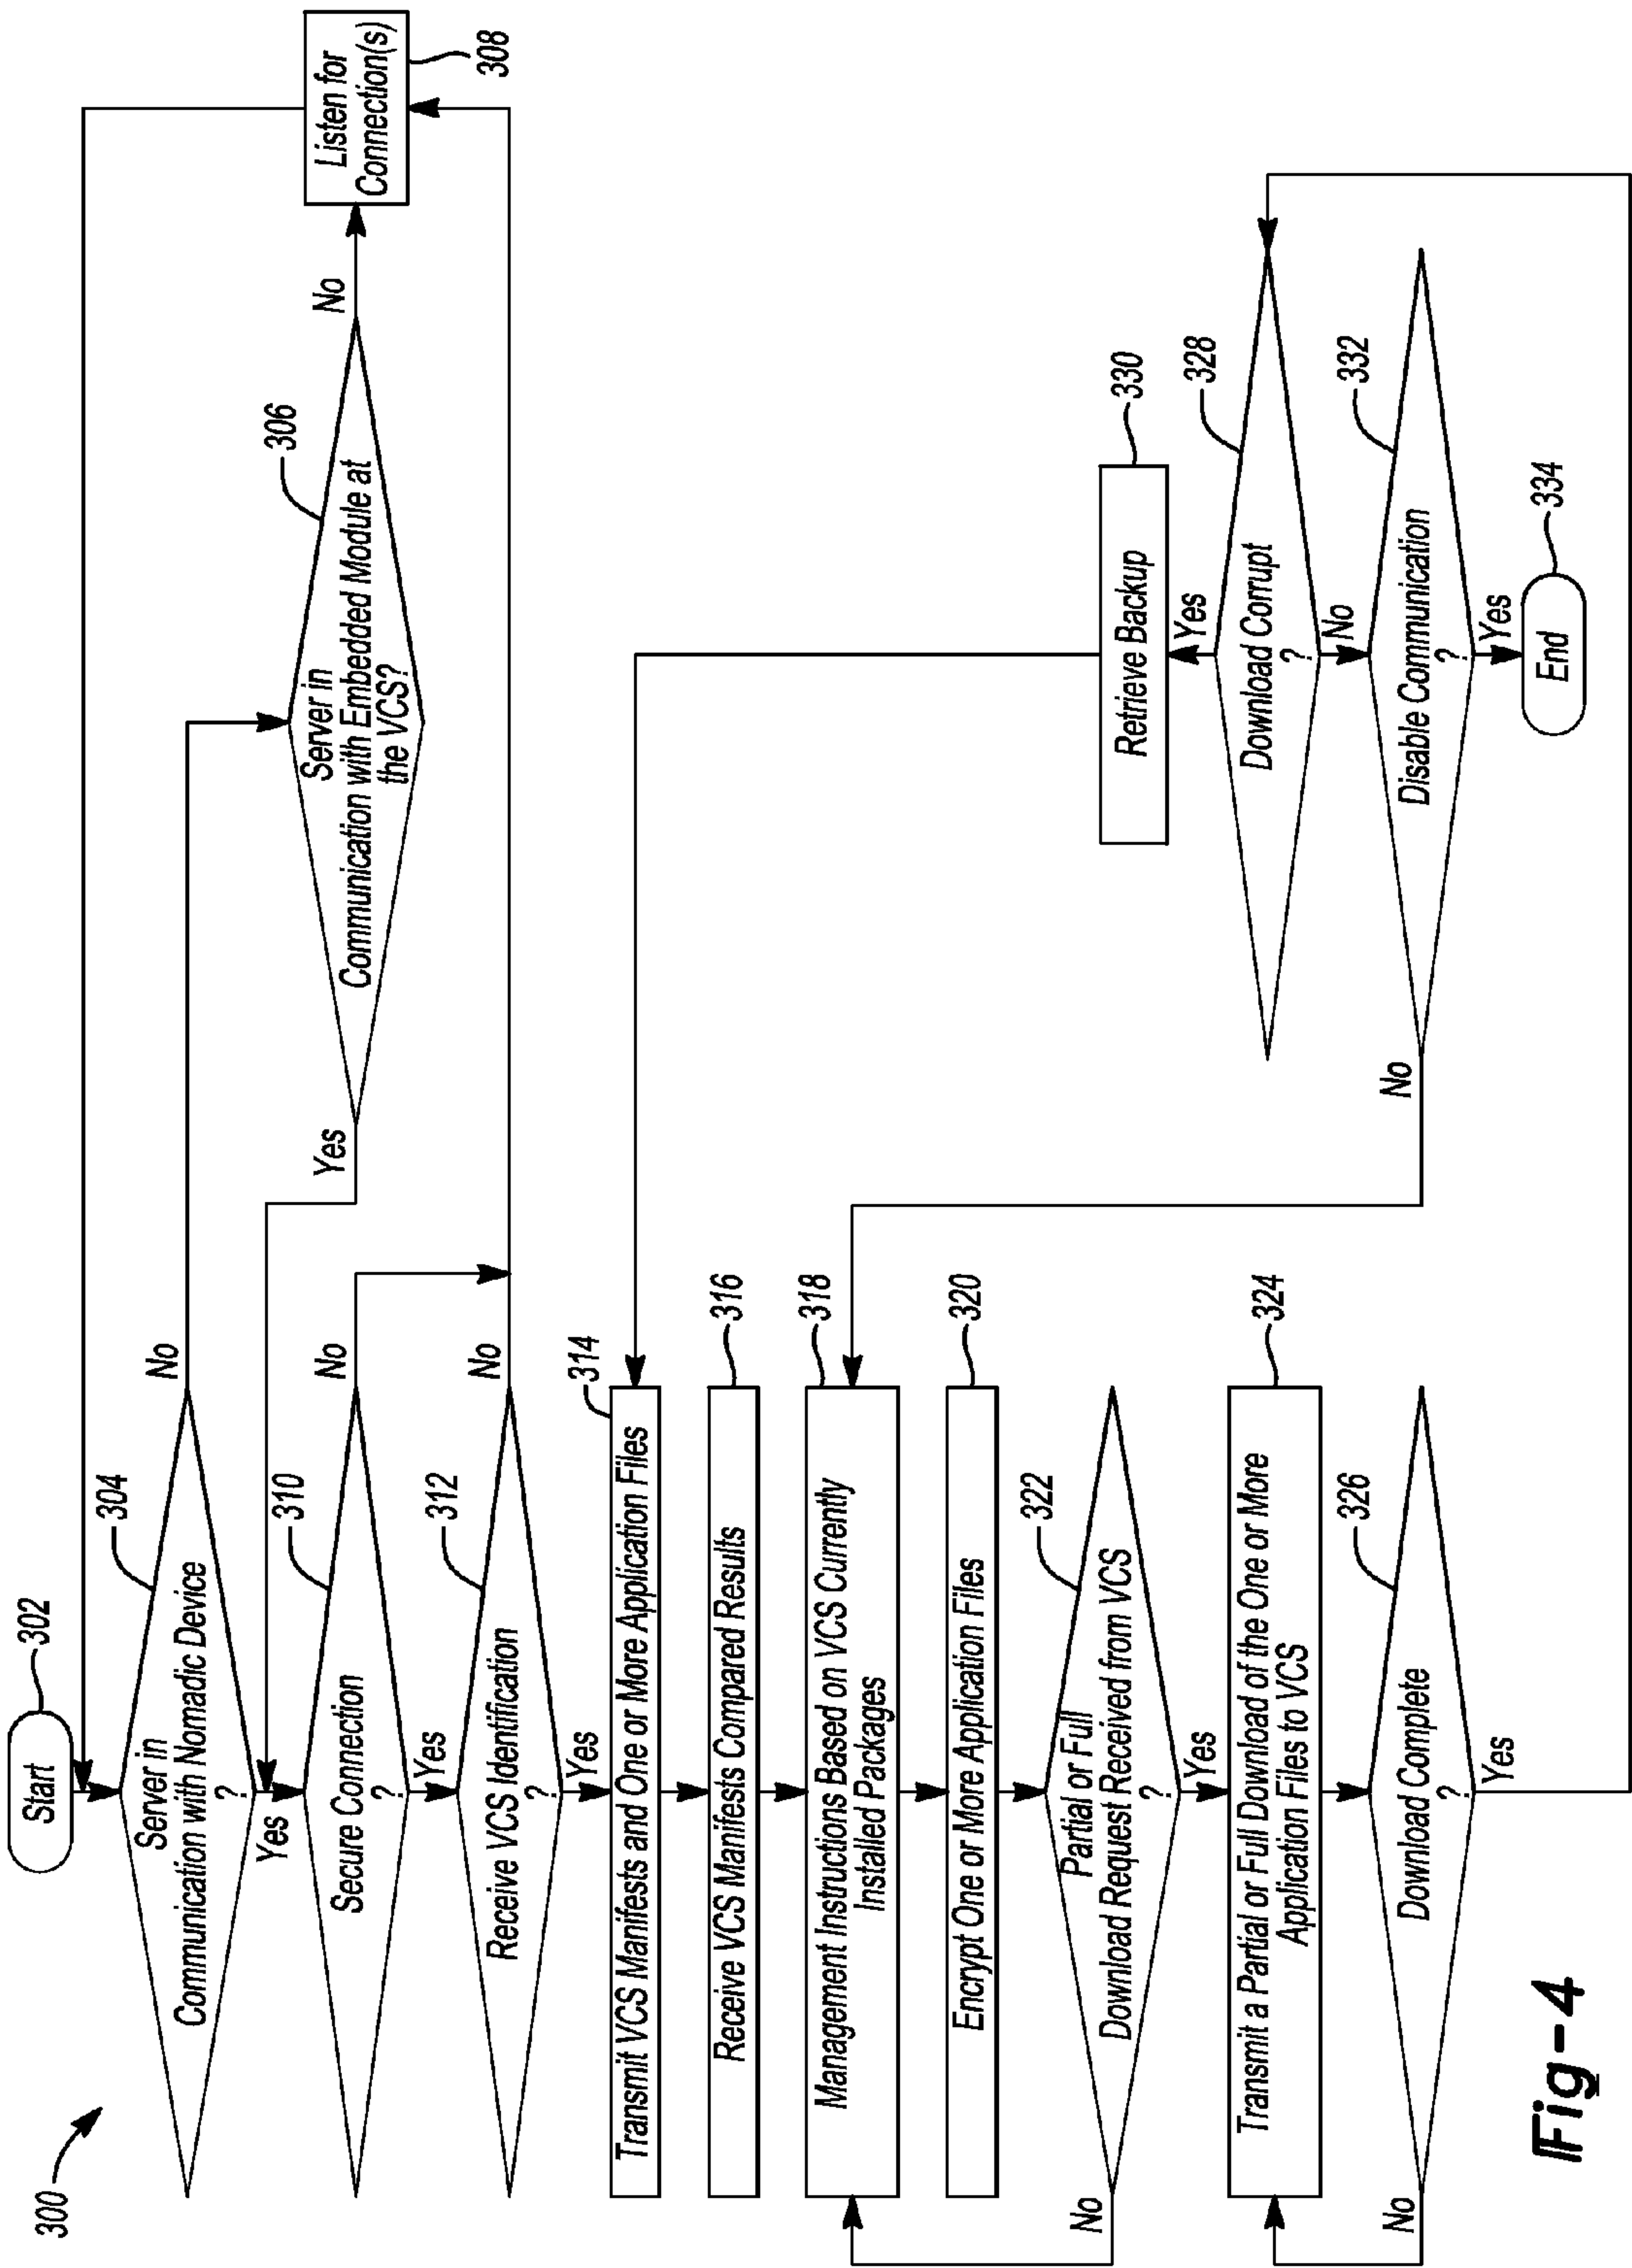 300
Start
302
Server in
Communication with Nomadic Device
?
304
No
Yes
Server in
Communication with Embedded Module at
the VCS?
306
Yes
No
Listen for
Connection(s)
308
Secure Connection
?
310
No
Yes
Receive VCS Identification
?
312
No
Yes
Transmit VCS Manifests and One or More Application Files
314
Receive VCS Manifests Compared Results
316
Management Instructions Based on VCS Currently
Installed Packages
318
Encrypt One or More Application Files
320
Partial or Full
Download Request Received from VCS
?
322
No
Yes
Transmit a Partial or Full Download of the One or More
Application Files to VCS
324
Download Complete
?
326
No
Yes
Retrieve Backup
330
Yes
Download Corrupt
?
328
No
Disable Communication
?
332
No
Yes
End
334
Fig-4